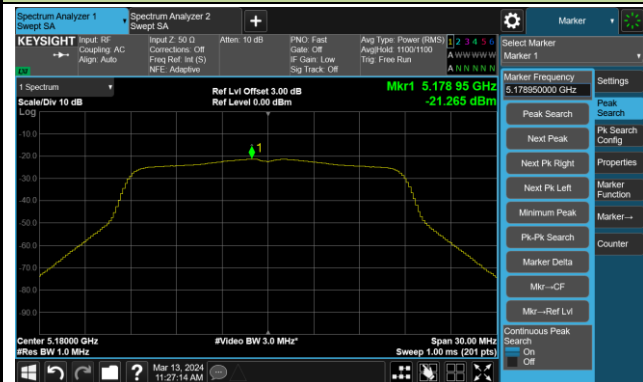 Spectrum Analyzer 1
Swept SA
Spectrum Analyzer 2
Swept SA
Marker
KEYSIGHT
Input: RF
Coupling: AC
Align: Auto
Input Z: 50 Ω
Corrections: Off
Freq Ref: Int (S)
NFE: Adaptive
Atten: 10 dB
PNO: Fast
Gate: Off
IF Gain: Low
Sig Track: Off
Avg Type: Power (RMS)
Avg|Hold: 1100/1100
Trig: Free Run
1 2 3 4 5 6
A W W W W W
A N N N N N
Select Marker
Marker 1
1 Spectrum
Scale/Div 10 dB
Ref Lvl Offset 3.00 dB
Ref Level 0.00 dBm
Mkr1 5.178 95 GHz
-21.265 dBm
Log
-10.0
-20.0
-30.0
-40.0
-50.0
-60.0
-70.0
-80.0
-90.0
1
Center 5.18000 GHz
#Res BW 1.0 MHz
#Video BW 3.0 MHz*
Span 30.00 MHz
Sweep 1.00 ms (201 pts)
Marker Frequency
5.178950000 GHz
Peak Search
Next Peak
Next Pk Right
Next Pk Left
Minimum Peak
Pk-Pk Search
Marker Delta
Mkr→CF
Mkr→Ref Lvl
Continuous Peak
Search
On
Off
Settings
Peak
Search
Pk Search
Config
Properties
Marker
Function
Marker→
Counter
Mar 13, 2024
11:27:14 AM